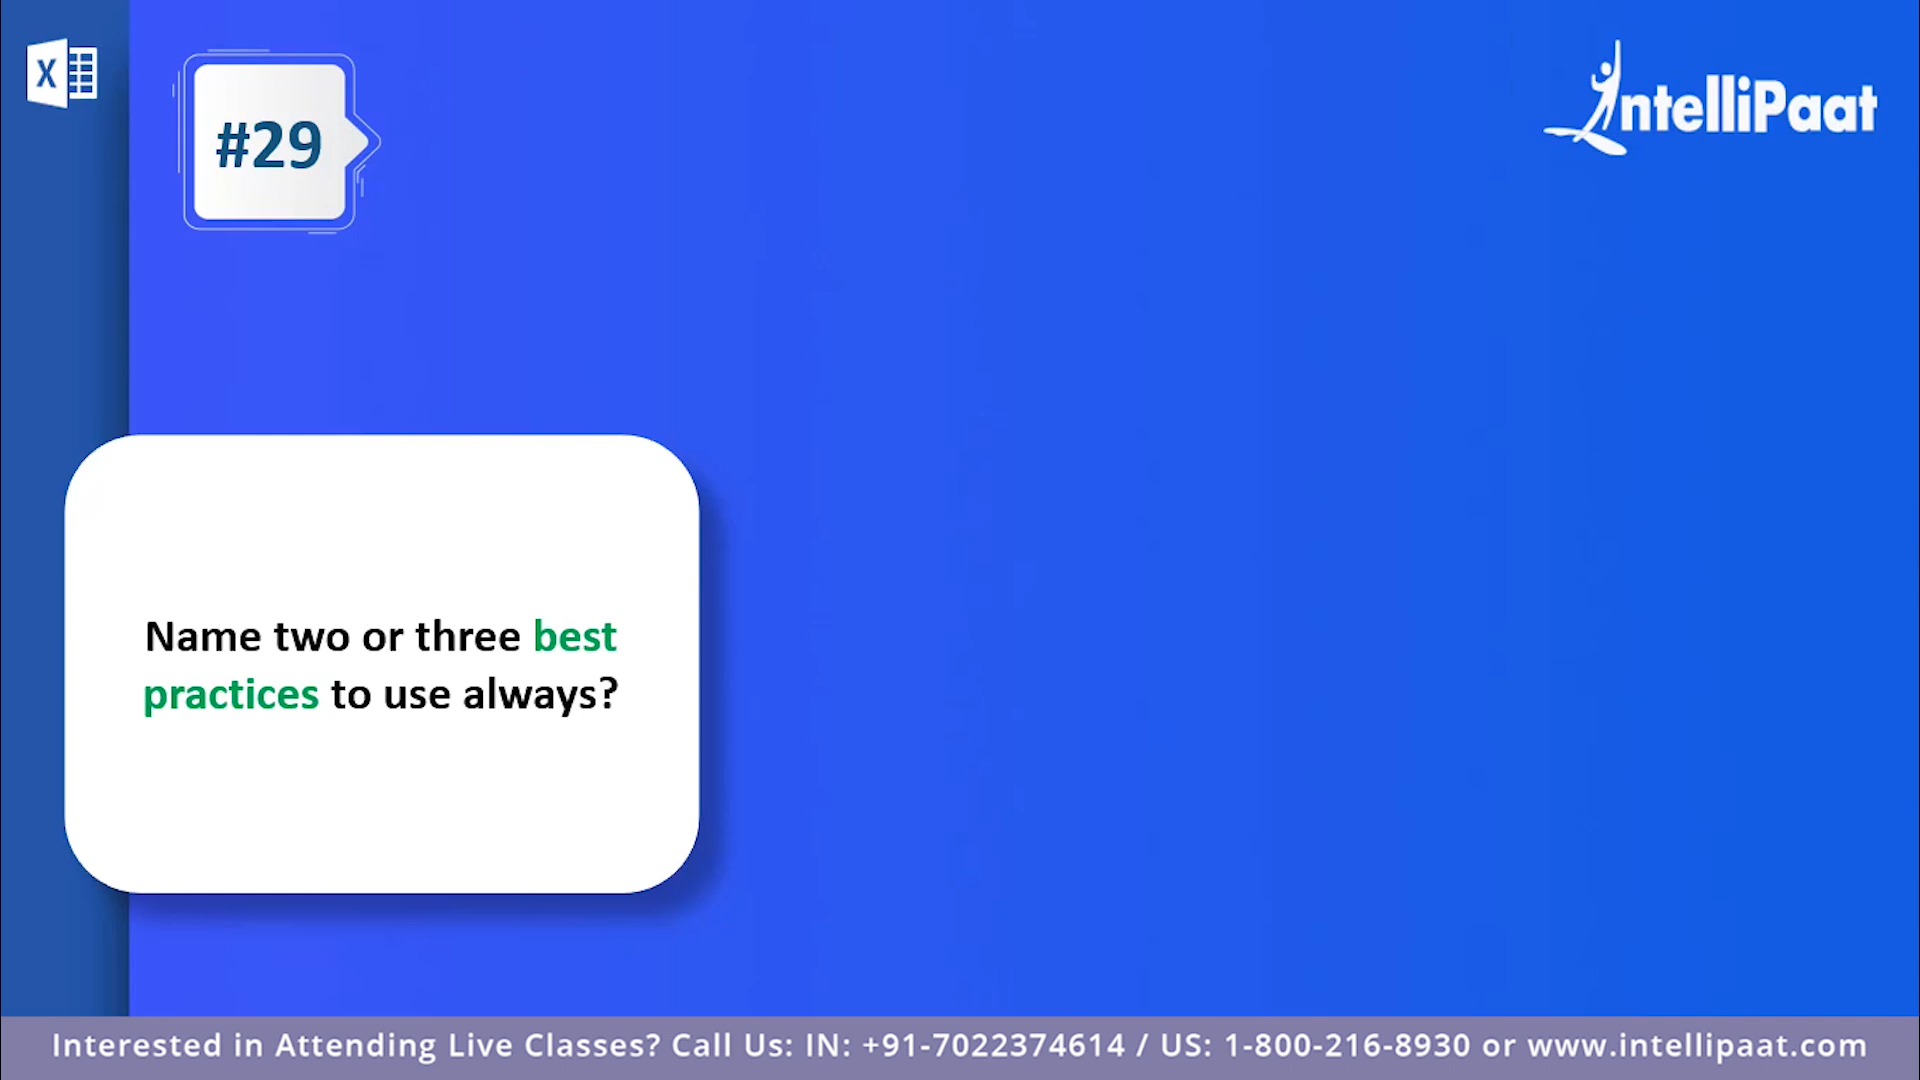 X
#29
IntelliPaat
Name two or three best
practices to use always?
Interested in Attending Live Classes? Call Us: IN: +91-7022374614 / US: 1-800-216-8930 or www.intellipaat.com